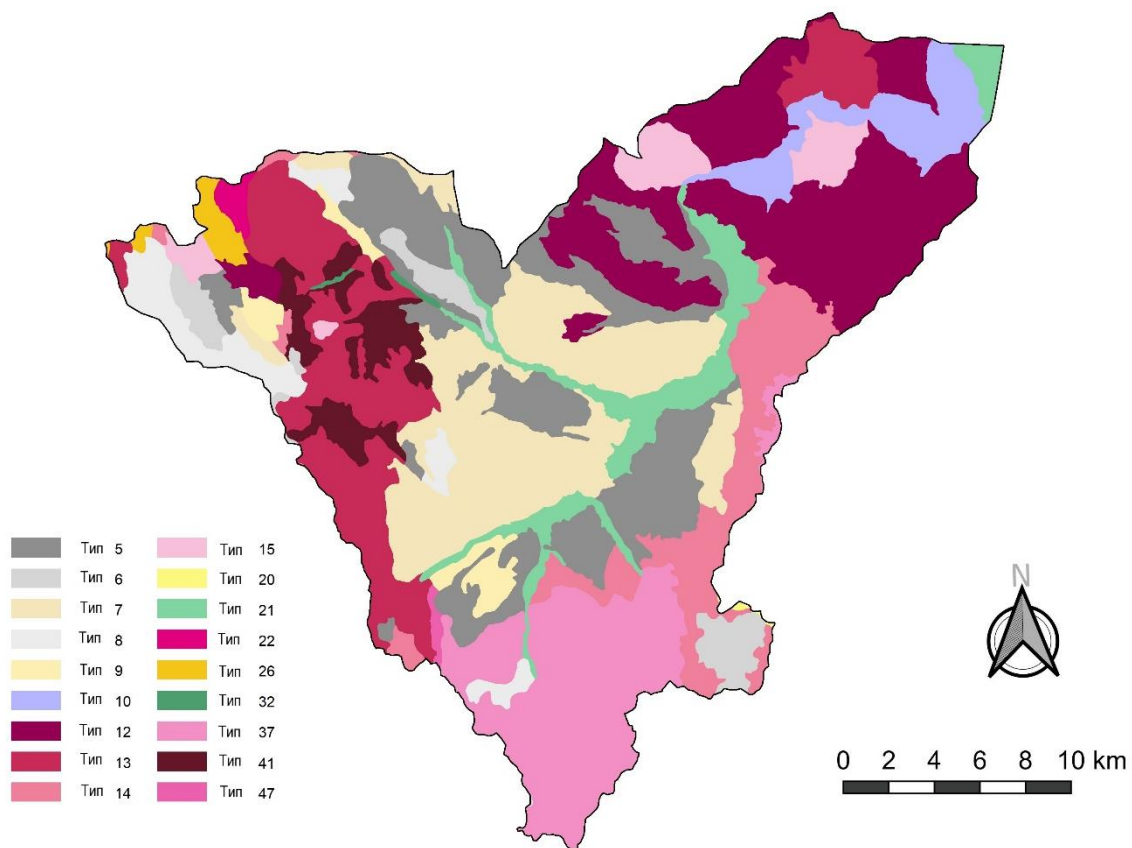 N
Тип 5
Тип 6
Тип 7
Тип 8
Тип 9
Тип 10
Тип 12
Тип 13
Тип 14
Тип 15
Тип 20
Тип 21
Тип 22
Тип 26
Тип 32
Тип 37
Тип 41
Тип 47
0 2 4 6 8 10 km